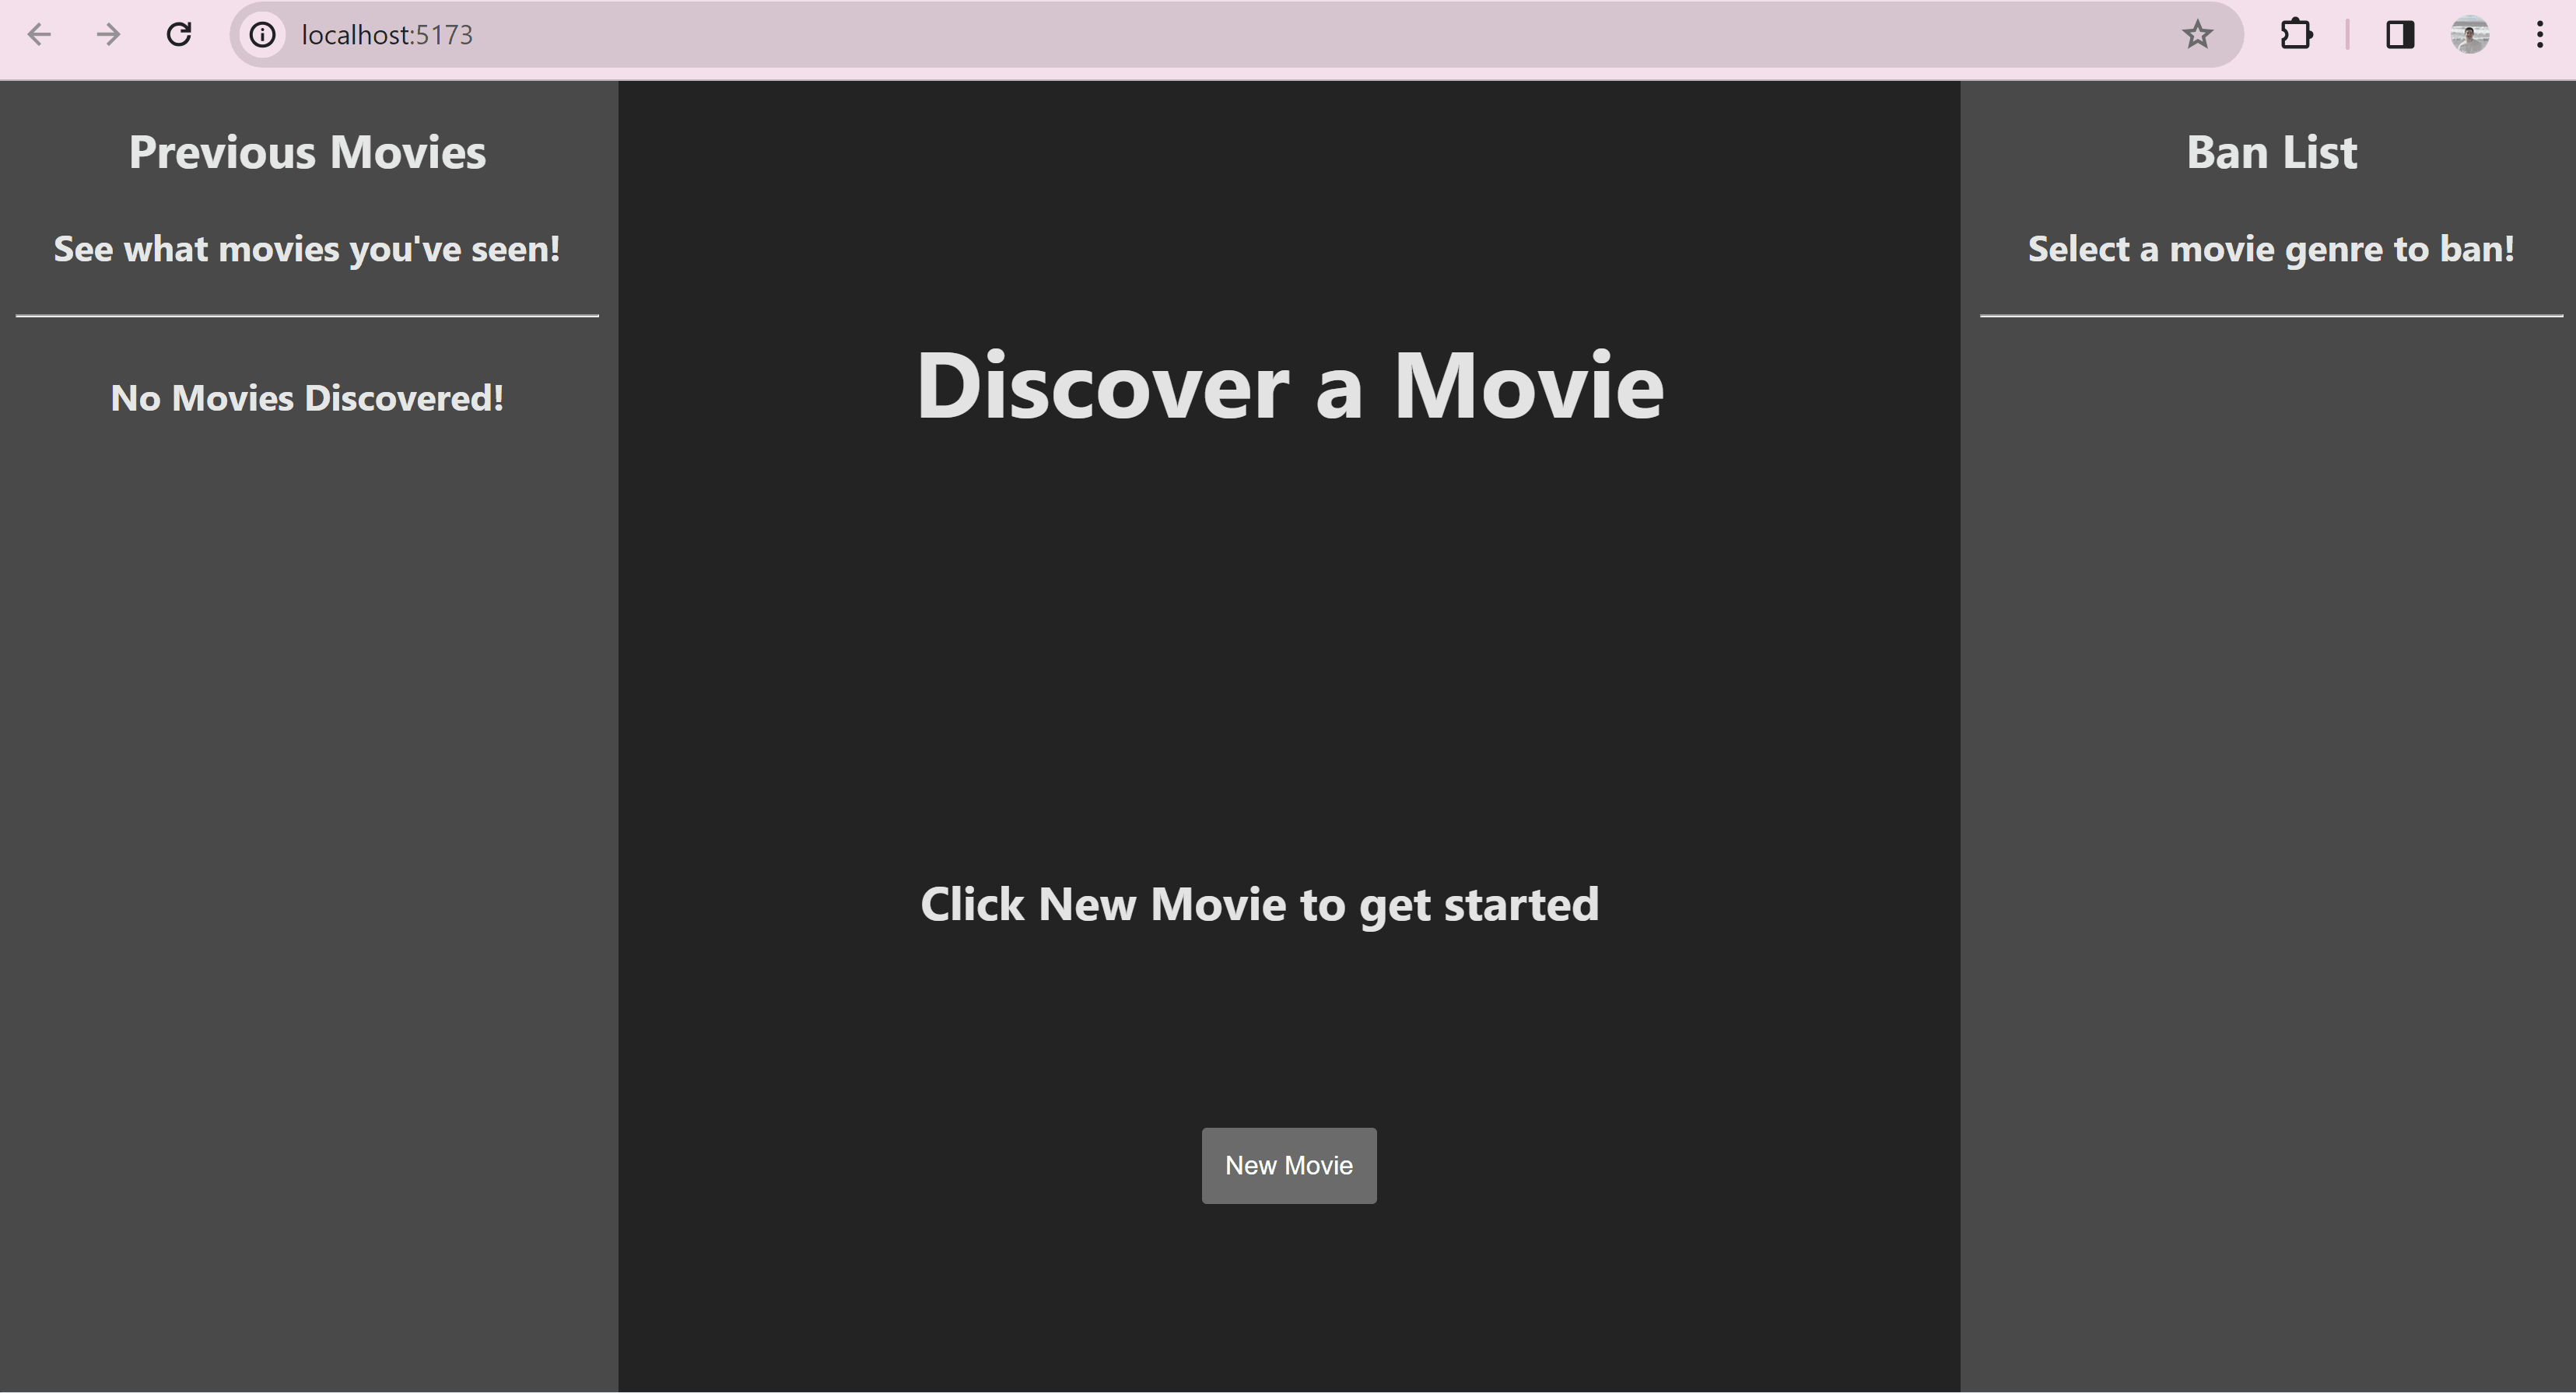 localhost:5173
Previous Movies
See what movies you've seen!
No Movies Discovered!
Discover a Movie
Click New Movie to get started
New Movie
Ban List
Select a movie genre to ban!